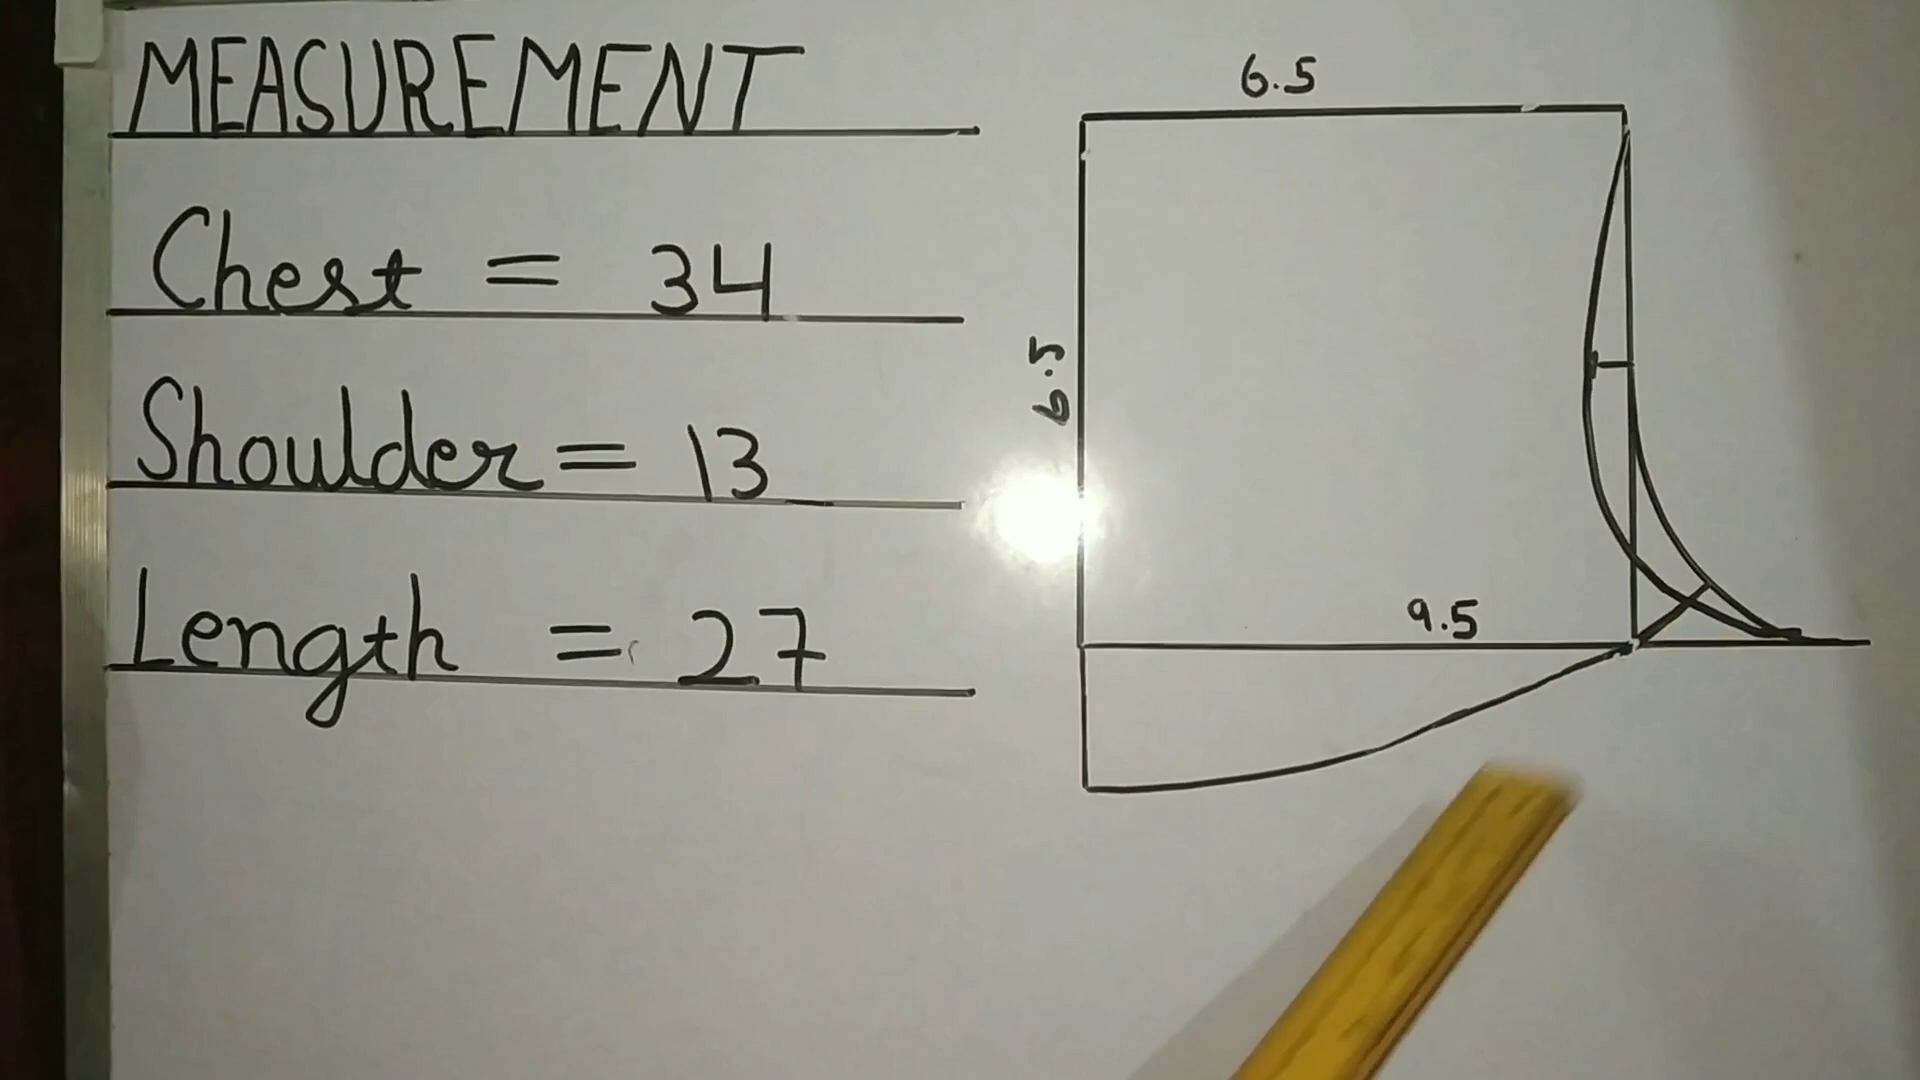 MEASUREMENT
Chest = 34
Shoulder = 13
Length = 27
6.5
6.5
9.5